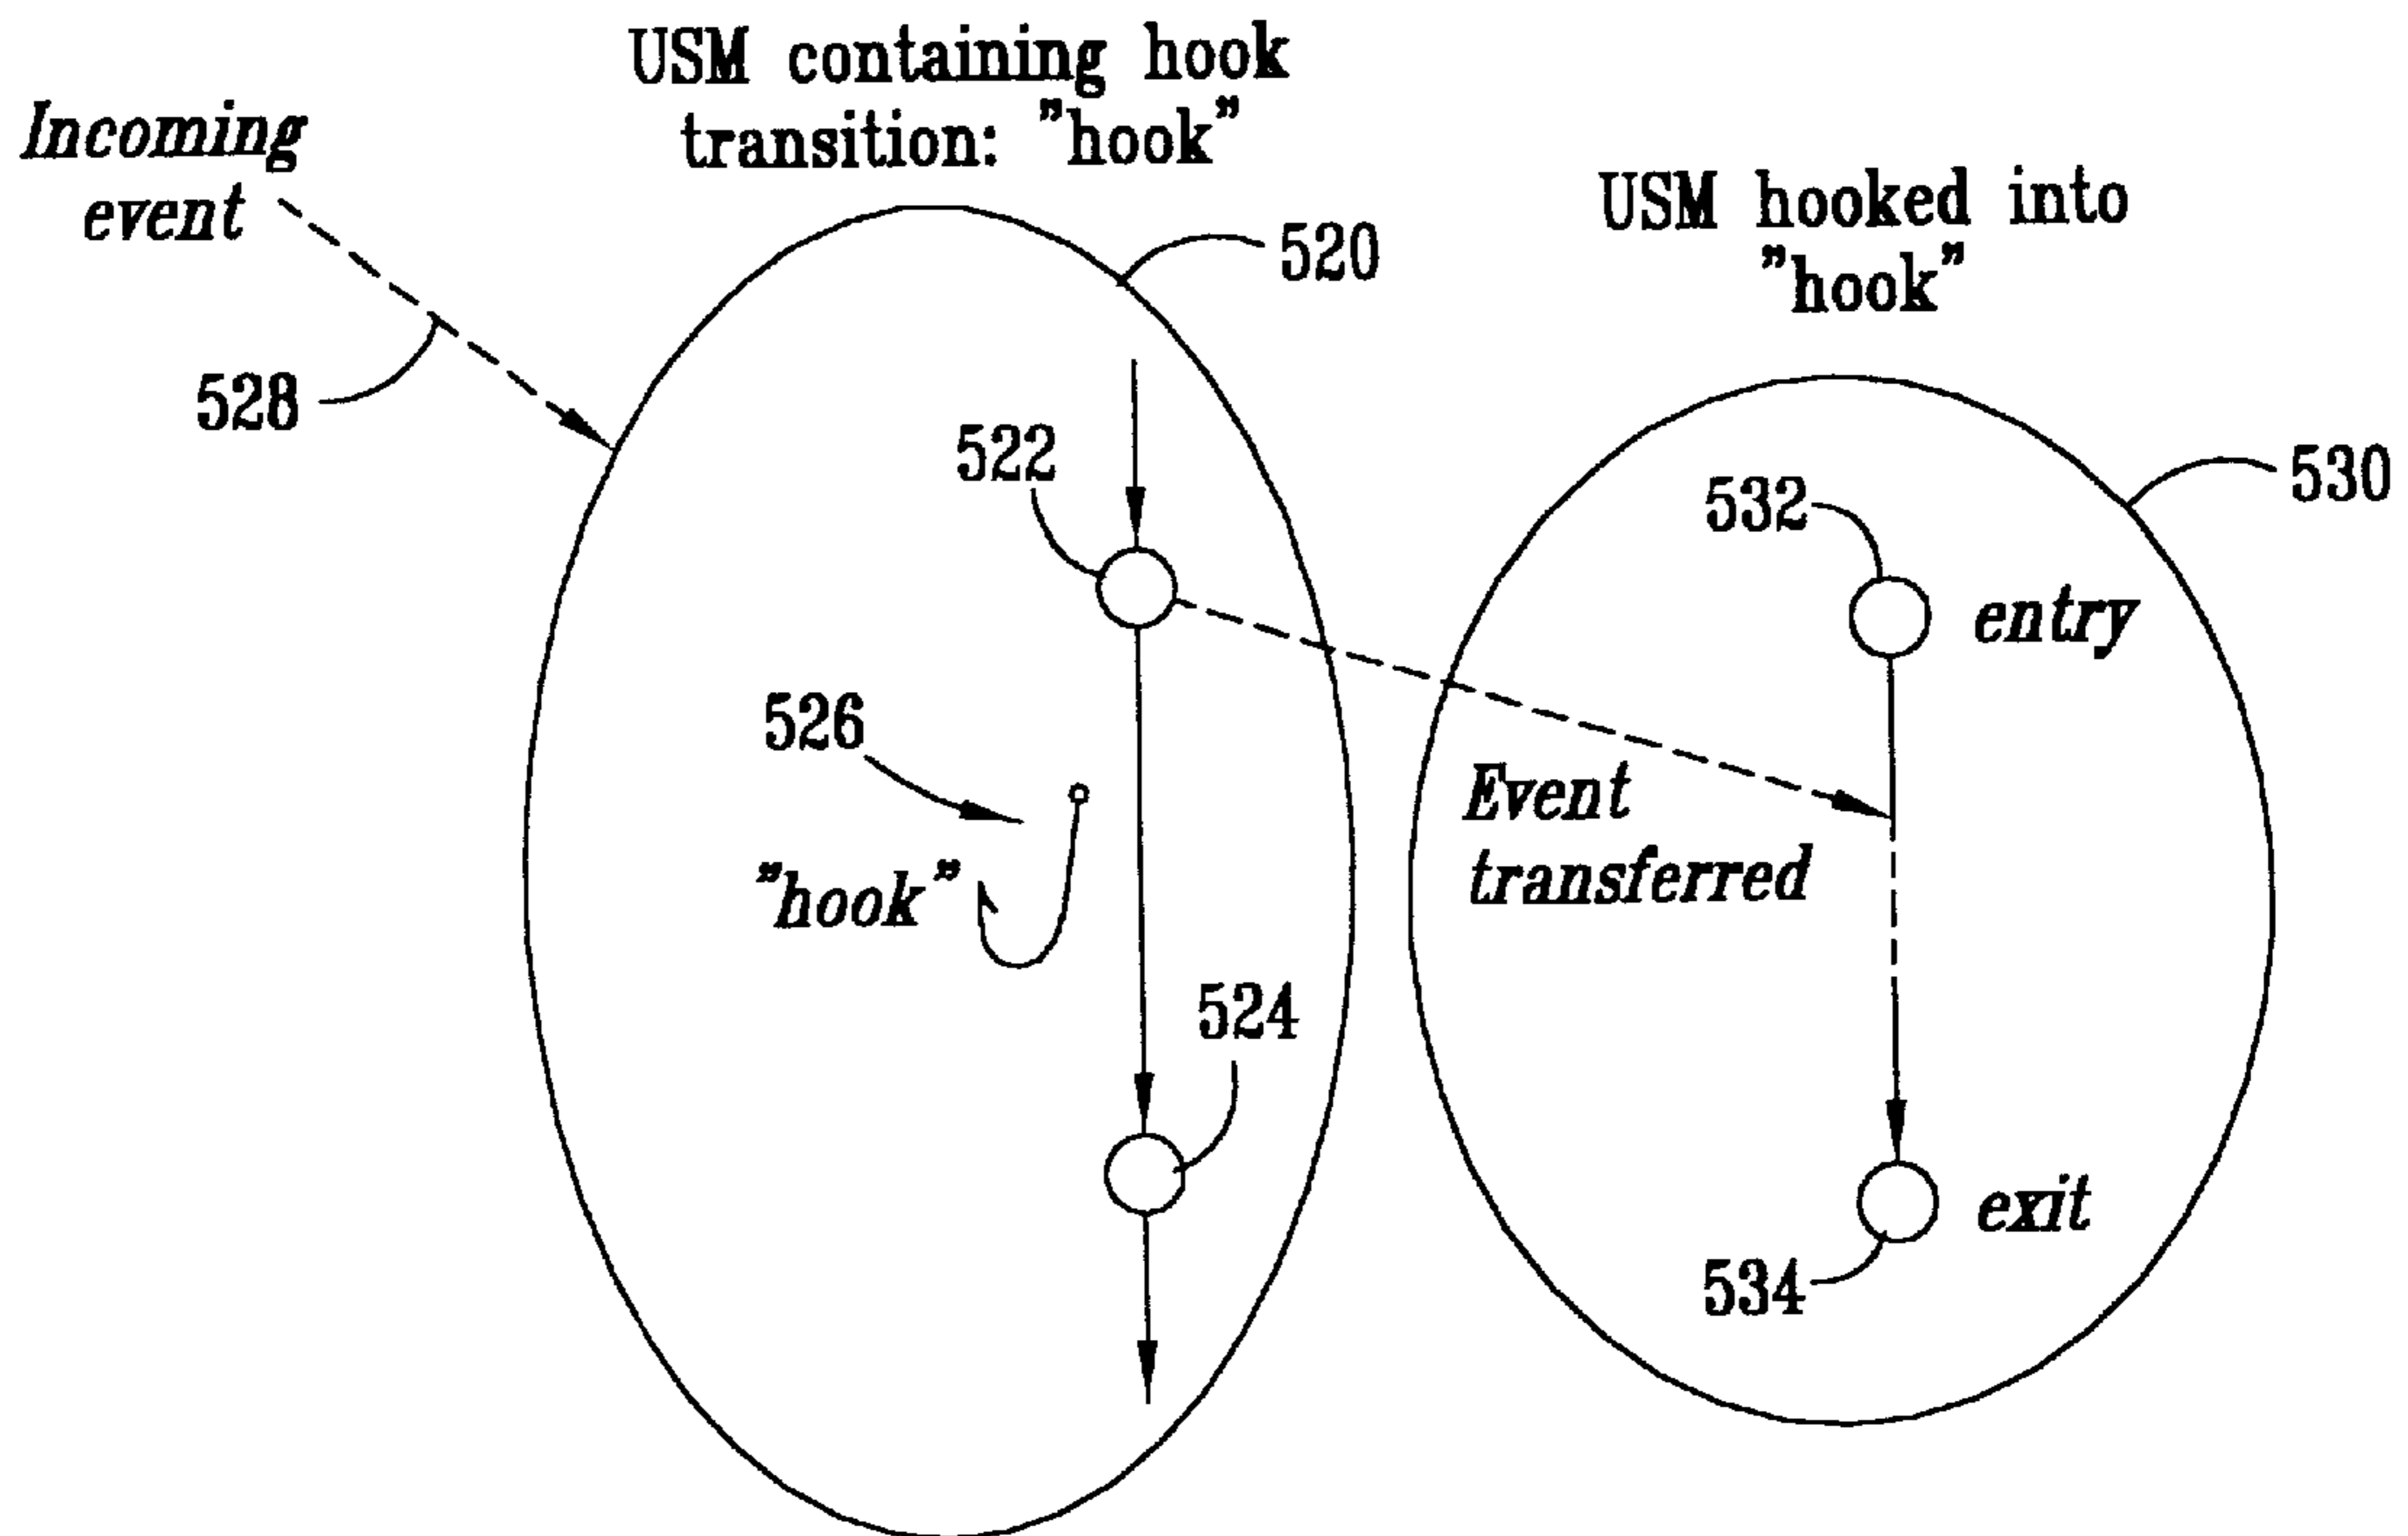 USM containing hook
transition: "hook"
Incoming
event
USM hooked into
"hook"
520
528
522
530
532
entry
526
Event
transferred
"hook"
524
exit
534